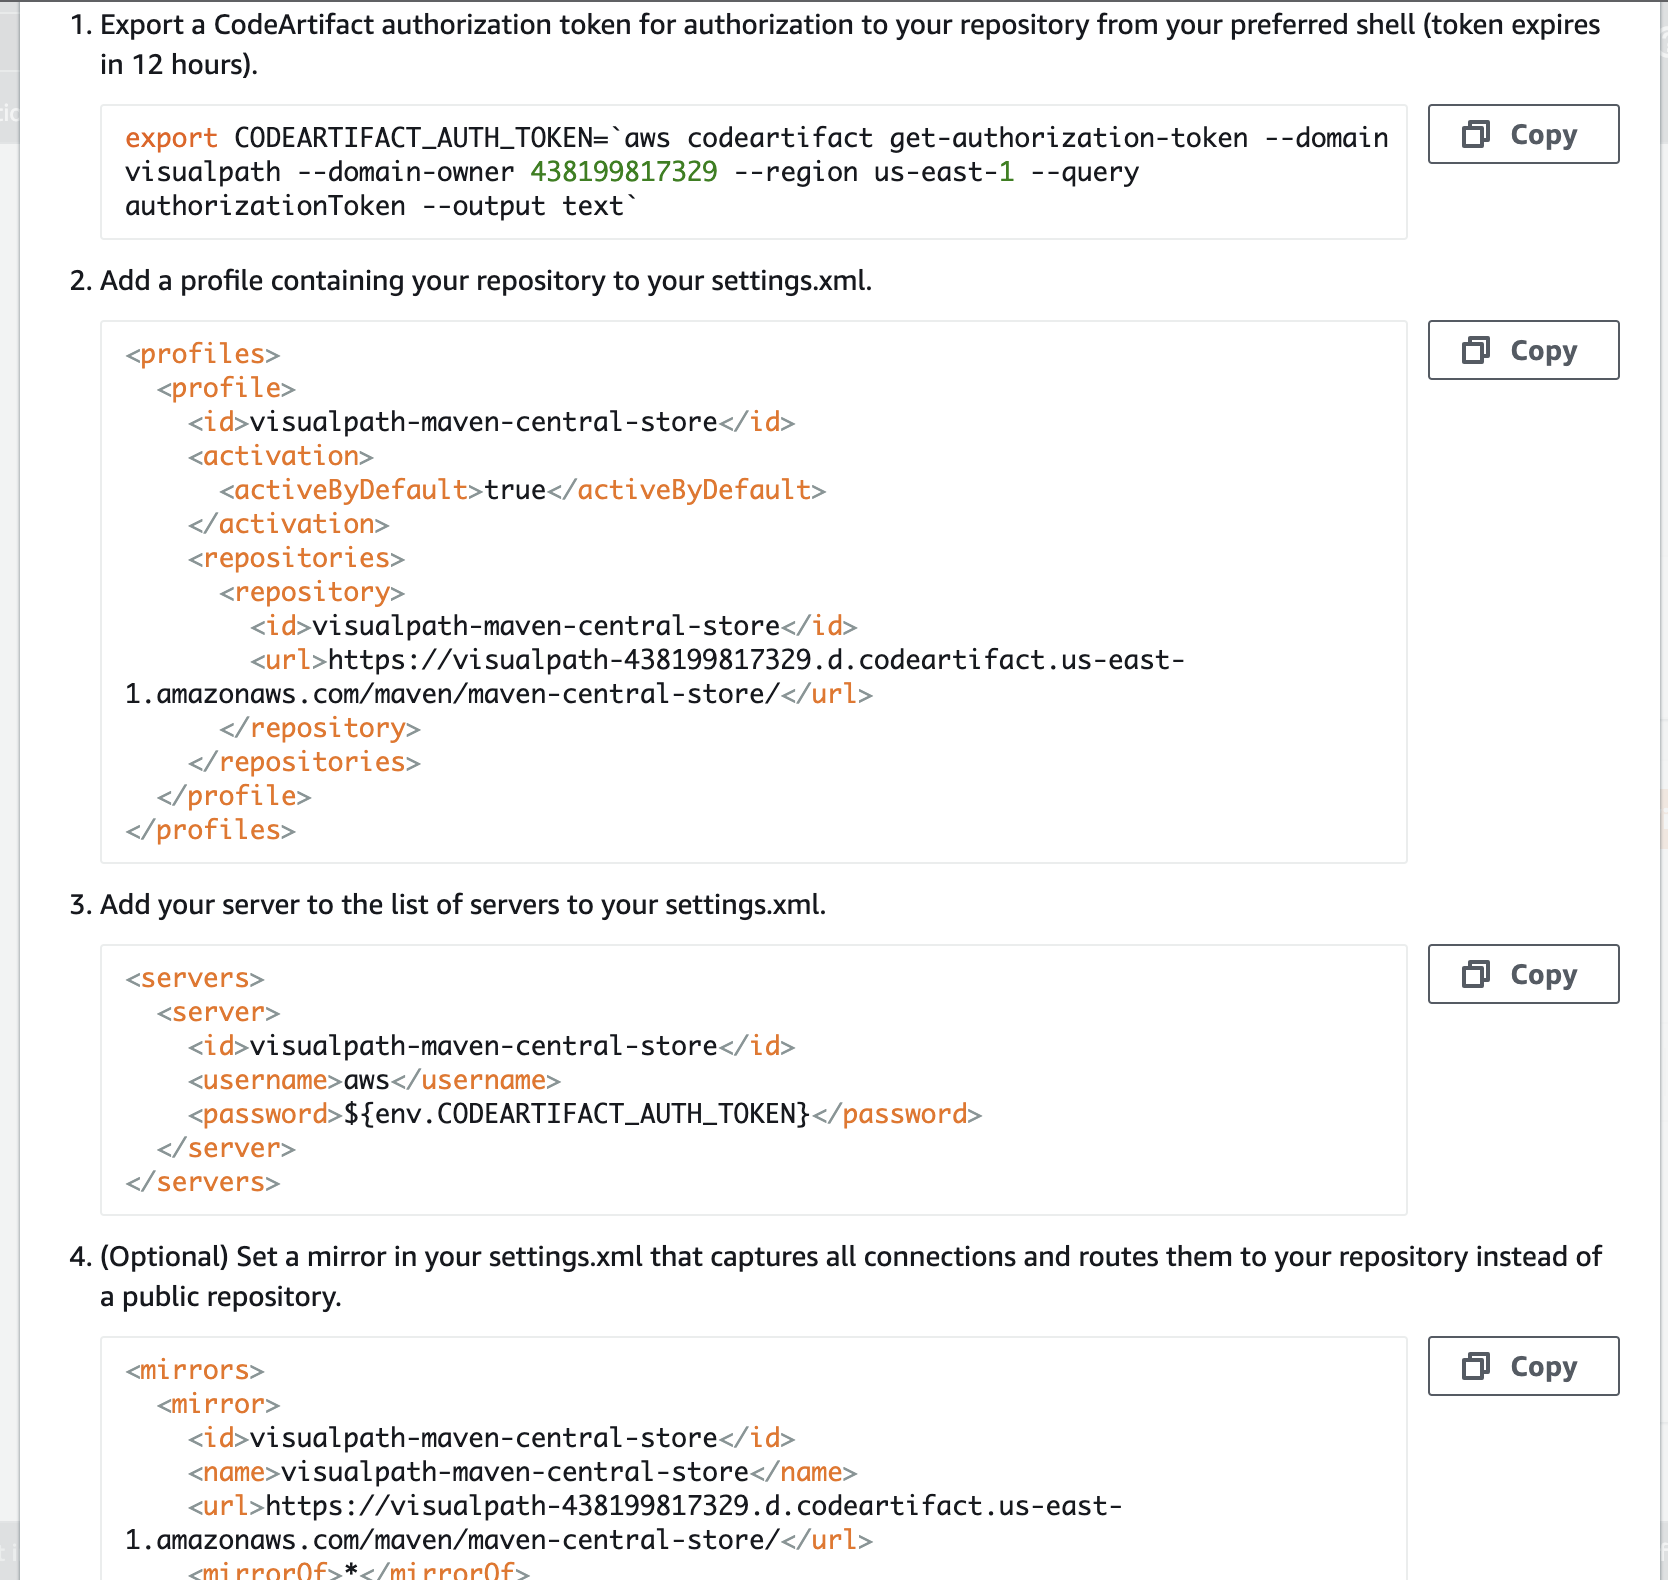 1. Export a CodeArtifact authorization token for authorization to your repository from your preferred shell (token expires
in 12 hours).
export CODEARTIFACT_AUTH_TOKEN=`aws codeartifact get-authorization-token --domain
visualpath --domain-owner 438199817329 --region us-east-1 --query
authorizationToken --output text`
Copy
2. Add a profile containing your repository to your settings.xml.
<profiles>
  <profile>
    <id>visualpath-maven-central-store</id>
    <activation>
      <activeByDefault>true</activeByDefault>
    </activation>
    <repositories>
      <repository>
        <id>visualpath-maven-central-store</id>
        <url>https://visualpath-438199817329.d.codeartifact.us-east-
1.amazonaws.com/maven/maven-central-store/</url>
      </repository>
    </repositories>
  </profile>
</profiles>
Copy
3. Add your server to the list of servers to your settings.xml.
<servers>
  <server>
    <id>visualpath-maven-central-store</id>
    <username>aws</username>
    <password>${env.CODEARTIFACT_AUTH_TOKEN}</password>
  </server>
</servers>
Copy
4. (Optional) Set a mirror in your settings.xml that captures all connections and routes them to your repository instead of
a public repository.
<mirrors>
  <mirror>
    <id>visualpath-maven-central-store</id>
    <name>visualpath-maven-central-store</name>
    <url>https://visualpath-438199817329.d.codeartifact.us-east-
1.amazonaws.com/maven/maven-central-store/</url>
    <mirrorOf>*</mirrorOf>
Copy